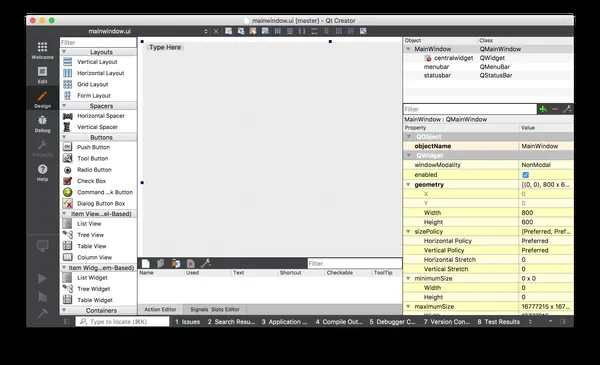 mainwindow.ui [master] - Qt Creator
mainwindow.ui
Welcome
Edit
Design
Debug
Projects
Help
Filter
Layouts
Vertical Layout
Horizontal Layout
Grid Layout
Form Layout
Spacers
Horizontal Spacer
Vertical Spacer
Buttons
Push Button
Tool Button
Radio Button
Check Box
Command ...k Button
Dialog Button Box
Item View...el-Based)
List View
Tree View
Table View
Column View
Item Widg...em-Based)
List Widget
Tree Widget
Table Widget
Containers
Type Here
Filter
Name Used Text Shortcut Checkable ToolTip
Action Editor Signals Slots Editor
Object Class
MainWindow QMainWindow
centralwidget QWidget
menubar QMenuBar
statusbar QStatusBar
Filter
MainWindow : QMainWindow
Property Value
QObject
objectName MainWindow
QWidget
windowModality NonModal
enabled
geometry [(0, 0), 800 x 6...
X 0
Y 0
Width 800
Height 600
sizePolicy [Preferred, Pref...
Horizontal Policy Preferred
Vertical Policy Preferred
Horizontal Stretch 0
Vertical Stretch 0
minimumSize 0 x 0
Width 0
Height 0
maximumSize 16777215 x 167...
Type to locate (⌘K) 1 Issues 2 Search Resu... 3 Application ... 4 Compile Out... 5 Debugger C... 7 Version Con... 8 Test Results